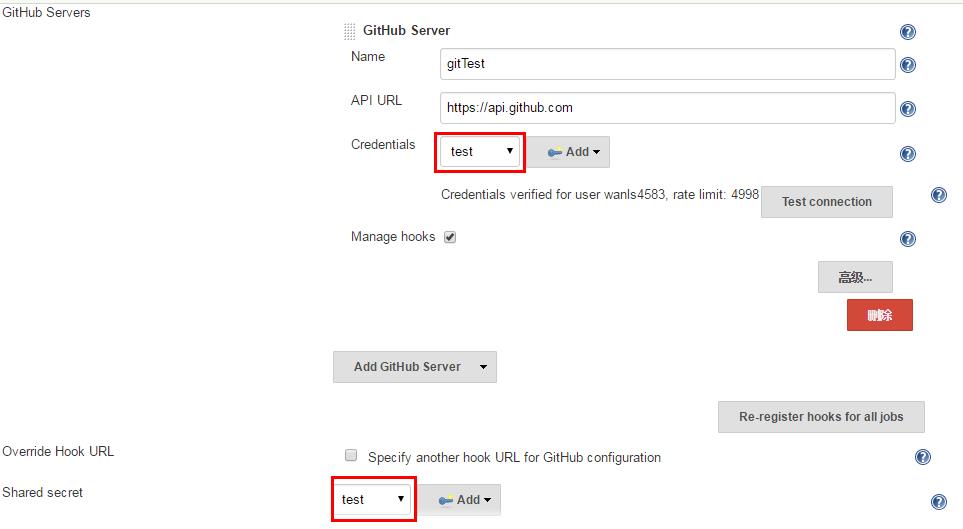 GitHub Servers
GitHub Server
Name
gitTest
API URL
https://api.github.com
Credentials
test
Add
Credentials verified for user wanls4583, rate limit: 4998
Test connection
Manage hooks
高级...
删除
Add GitHub Server
Re-register hooks for all jobs
Override Hook URL
Specify another hook URL for GitHub configuration
Shared secret
test
Add